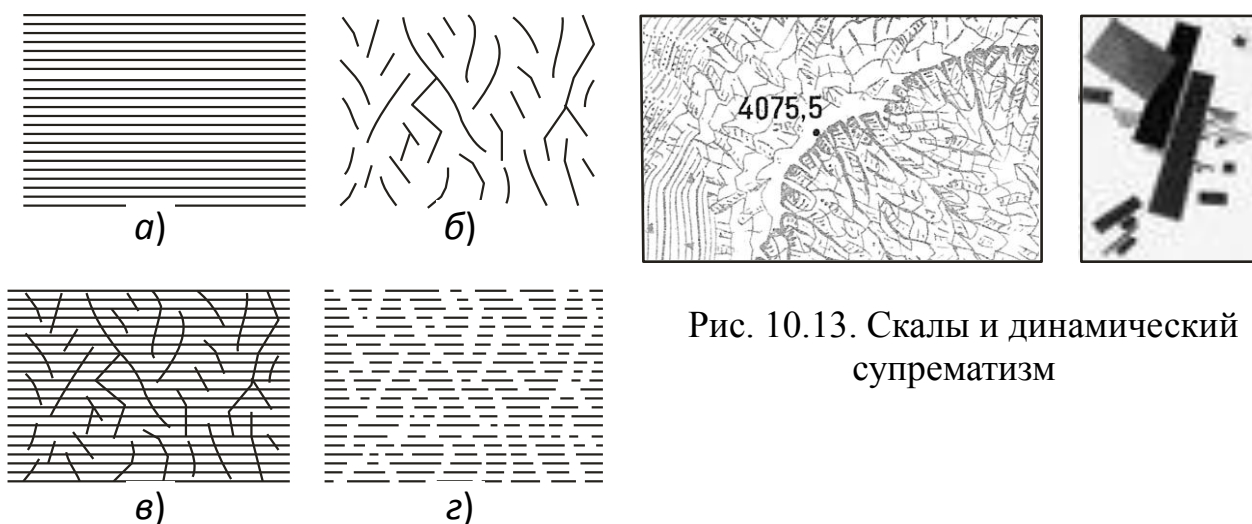 а)
б)
4075,5
в)
г)
Рис. 10.13. Скалы и динамический
супрематизм